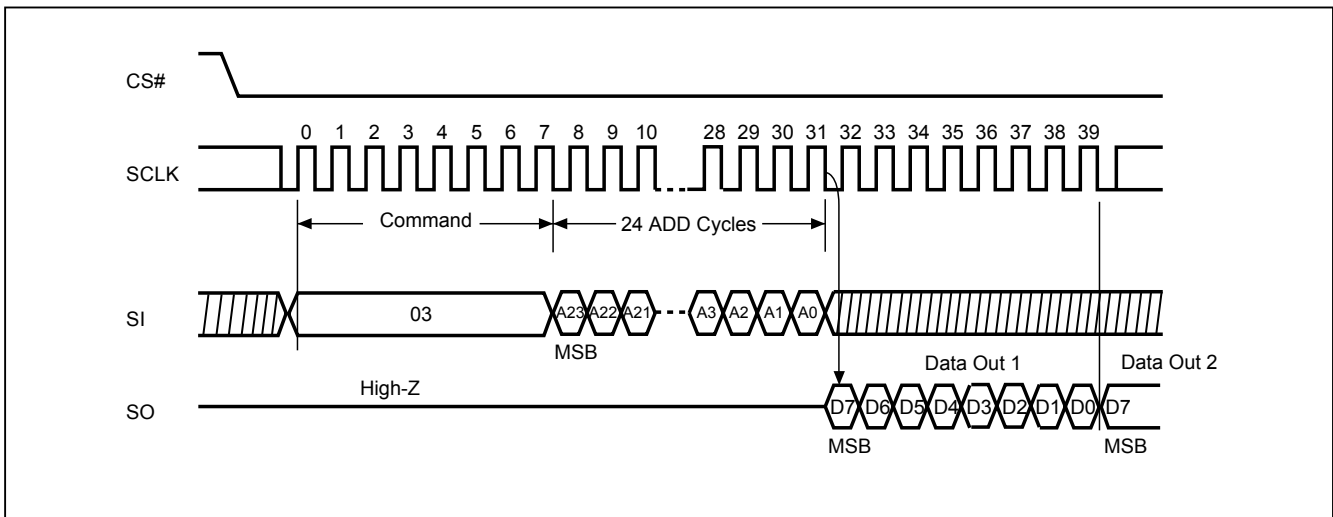 CS#
0 1 2 3 4 5 6 7 8 9 10 28 29 30 31 32 33 34 35 36 37 38 39
SCLK
Command 24 ADD Cycles
SI 03 A23 A22 A21 A3 A2 A1 A0
MSB
High-Z Data Out 1 Data Out 2
SO D7 D6 D5 D4 D3 D2 D1 D0 D7
MSB MSB